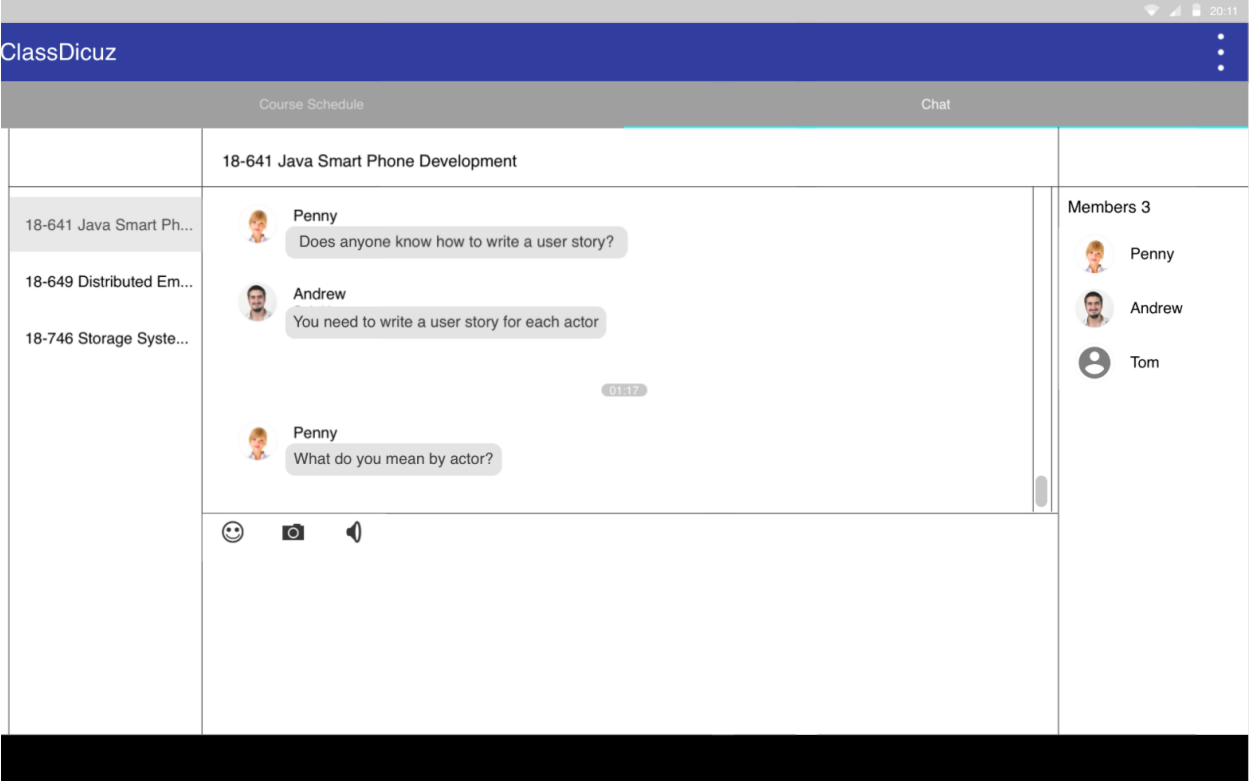 20:11
ClassDicuz
Course Schedule
Chat
18-641 Java Smart Phone Development
18-641 Java Smart Ph...
18-649 Distributed Em...
18-746 Storage Syste...
Penny
Does anyone know how to write a user story?
Andrew
You need to write a user story for each actor
01:17
Penny
What do you mean by actor?
Members 3
Penny
Andrew
Tom